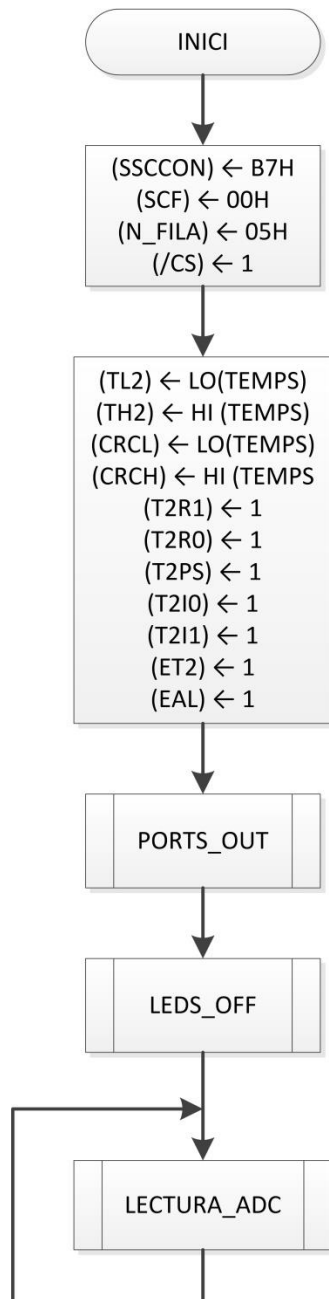 INICI
(SSCCON) ← B7H
(SCF) ← 00H
(N_FILA) ← 05H
(/CS) ← 1
(TL2) ← LO(TEMPS)
(TH2) ← HI (TEMPS)
(CRCL) ← LO(TEMPS)
(CRCH) ← HI (TEMPS
(T2R1) ← 1
(T2R0) ← 1
(T2PS) ← 1
(T2I0) ← 1
(T2I1) ← 1
(ET2) ← 1
(EAL) ← 1
PORTS_OUT
LEDS_OFF
LECTURA_ADC